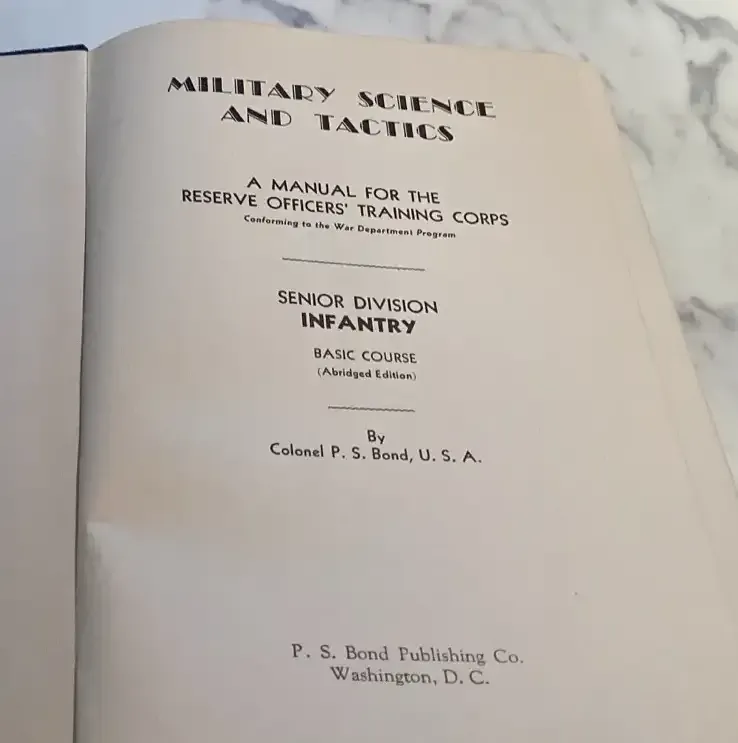 MILITARY SCIENCE
AND TACTICS
A MANUAL FOR THE
RESERVE OFFICERS' TRAINING CORPS
Conforming to the War Department Program
SENIOR DIVISION
INFANTRY
BASIC COURSE
(Abridged Edition)
By
Colonel P. S. Bond, U. S. A.
P. S. Bond Publishing Co.
Washington, D. C.